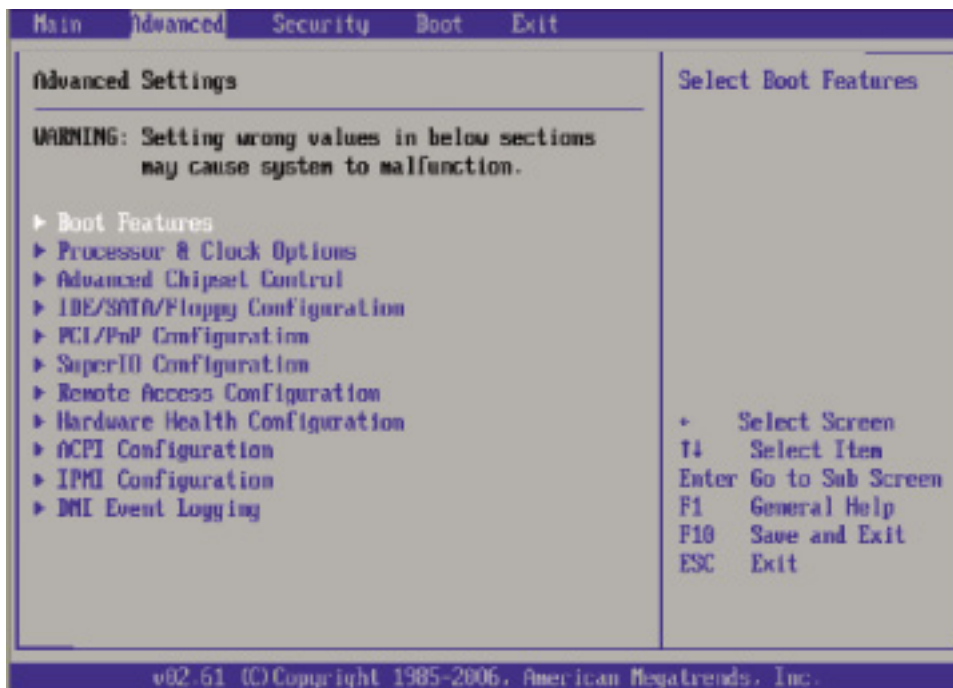 Main Advanced Security Boot Exit
Advanced Settings
WARNING: Setting wrong values in below sections
may cause system to malfunction.
▶ Boot Features
▶ Processor & Clock Options
▶ Advanced Chipset Control
▶ IDE/SATA/Floppy Configuration
▶ PCI/PnP Configuration
▶ SuperIO Configuration
▶ Remote Access Configuration
▶ Hardware Health Configuration
▶ ACPI Configuration
▶ IPMI Configuration
▶ DMI Event Logging
Select Boot Features
← Select Screen
↑↓ Select Item
Enter Go to Sub Screen
F1 General Help
F10 Save and Exit
ESC Exit
v02.61 (C)Copyright 1985-2006, American Megatrends, Inc.